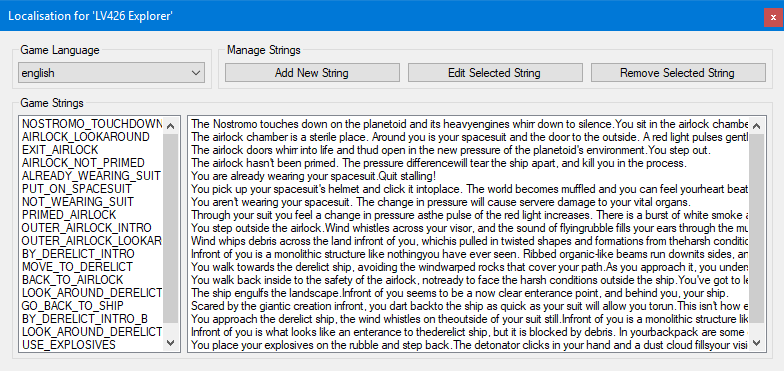 Localisation for 'LV426 Explorer'
x
Game Language
Manage Strings
english
Add New String
Edit Selected String
Remove Selected String
Game Strings
NOSTROMO_TOUCHDOWN The Nostromo touches down on the planetoid and its heavyengines whirr down to silence.You sit in the airlock chambe
AIRLOCK_LOOKAROUND The airlock chamber is a sterile place. Around you is your spacesuit and the door to the outside. A red light pulses gentl
EXIT_AIRLOCK The airlock doors whirr into life and thud open in the new pressure of the planetoid's environment.You step out.
AIRLOCK_NOT_PRIMED The airlock hasn't been primed. The pressure differencewill tear the ship apart, and kill you in the process.
ALREADY_WEARING_SUIT You are already wearing your spacesuit.Quit stalling!
PUT_ON_SPACESUIT You pick up your spacesuit's helmet and click it intoplace. The world becomes muffled and you can feel yourheart beat
NOT_WEARING_SUIT You aren't wearing your spacesuit. The change in pressure will cause servere damage to your vital organs.
PRIMED_AIRLOCK Through your suit you feel a change in pressure asthe pulse of the red light increases. There is a burst of white smoke a
OUTER_AIRLOCK_INTRO You step outside the airlock.Wind whistles across your visor, and the sound of flyingrubble fills your ears through the mu
OUTER_AIRLOCK_LOOKAR Wind whips debris across the land infront of you, whichis pulled in twisted shapes and fomations from theharsh conditio
BY_DERELICT_INTRO Infront of you is a monolithic structure like nothingyou have ever seen. Ribbed organic-like beams run downits sides, an
MOVE_TO_DERELICT You walk towards the derelict ship, avoiding the windwarped rocks that cover your path.As you approach it, you unders
BACK_TO_AIRLOCK You walk back inside to the safety of the airlock, notready to face the harsh conditions outside the ship.You've got to le
LOOK_AROUND_DERELICT The ship engulfs the landscape.Infront of you seems to be a now clear enterance point, and behind you, your ship.
GO_BACK_TO_SHIP Scared by the giantic creation infront, you dart backto the ship as quick as your suit will allow you torun.This isn't how e
BY_DERELICT_INTRO_B You approach the derelict ship, the wind whistles on theoutside of your suit still.Infront of you is a monolithic structure lik
LOOK_AROUND_DERELICT Infront of you is what looks like an enterance to thederelict ship, but it is blocked by debris. In yourbackpack are some
USE_EXPLOSIVES You place your explosives on the rubble and step back.The detonator clicks in your hand and a dust cloud fillsyour visi